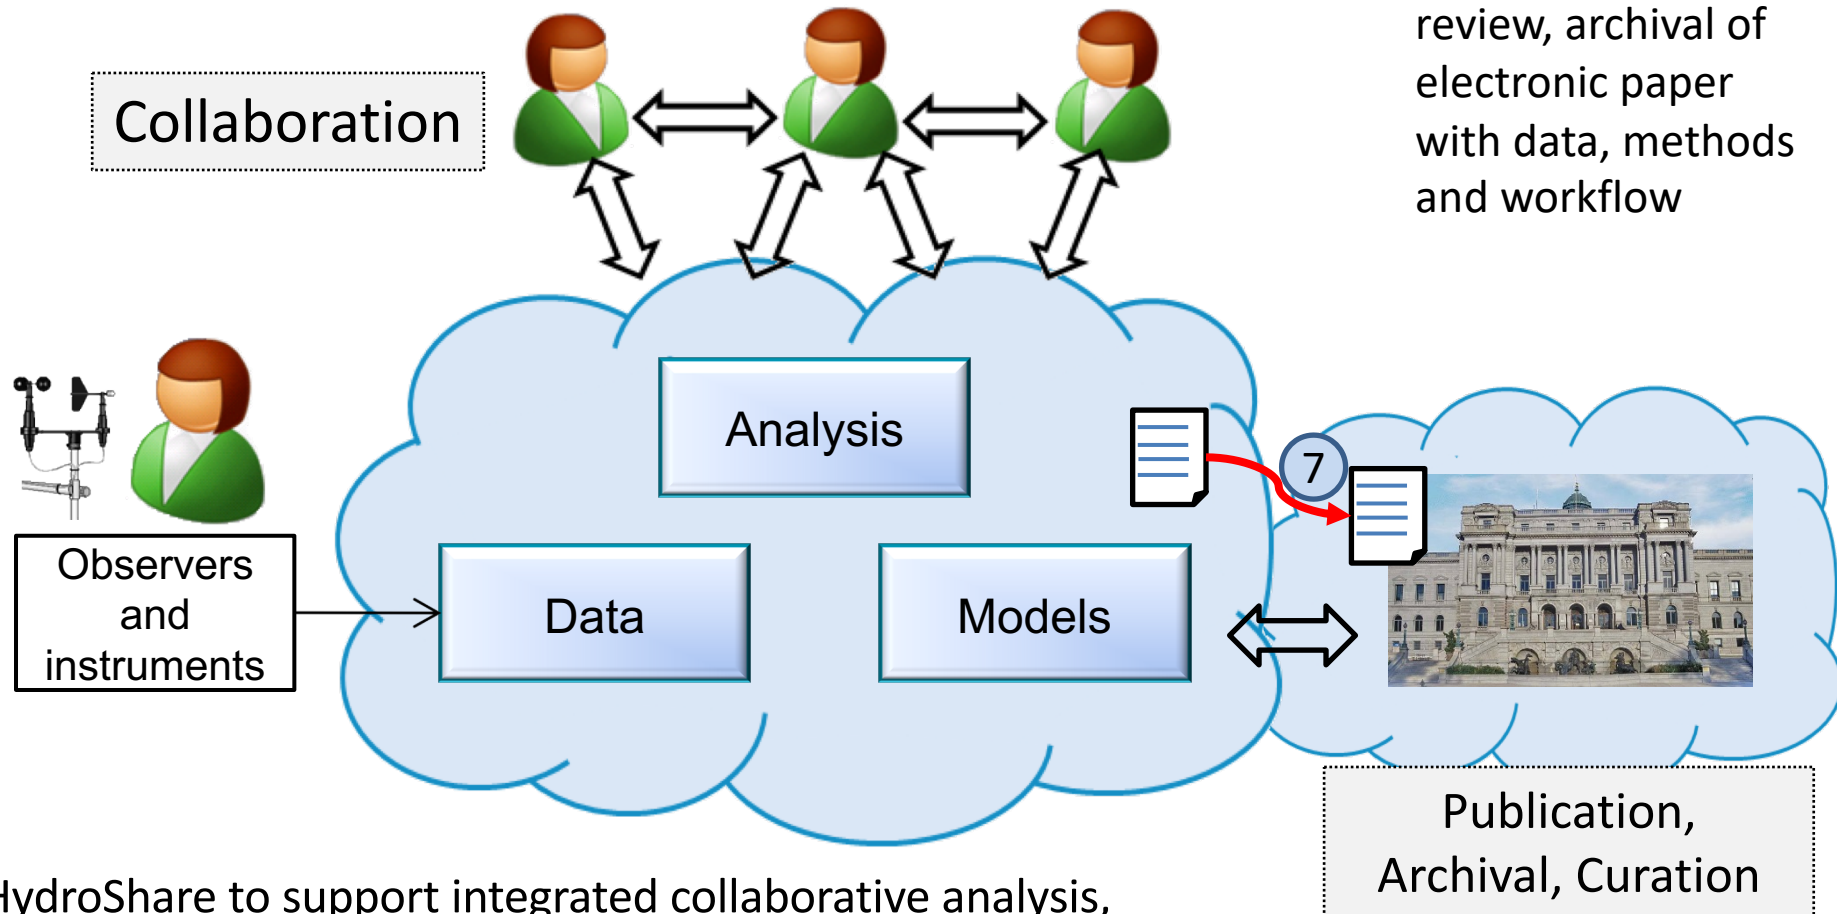 review, archival of
electronic paper
with data, methods
and workflow
Collaboration
Analysis
7
Observers
and
instruments
Data
Models
Publication,
Archival, Curation
HydroShare to support integrated collaborative analysis,